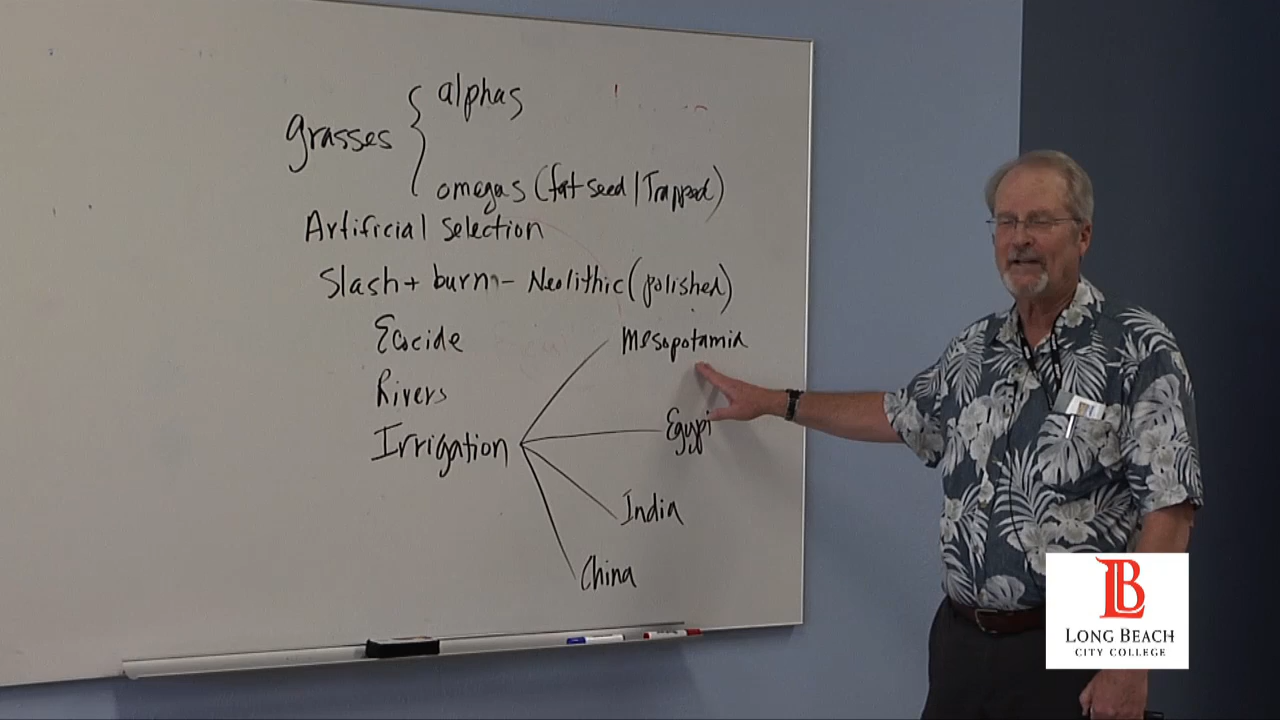 grasses { alphas
omegas (fat seed / Trapped)
Artificial Selection
Slash + burn - Neolithic (polished)
Ecocide
Mesopotamia
Rivers
Irrigation
Egypt
India
China
LB
LONG BEACH
CITY COLLEGE